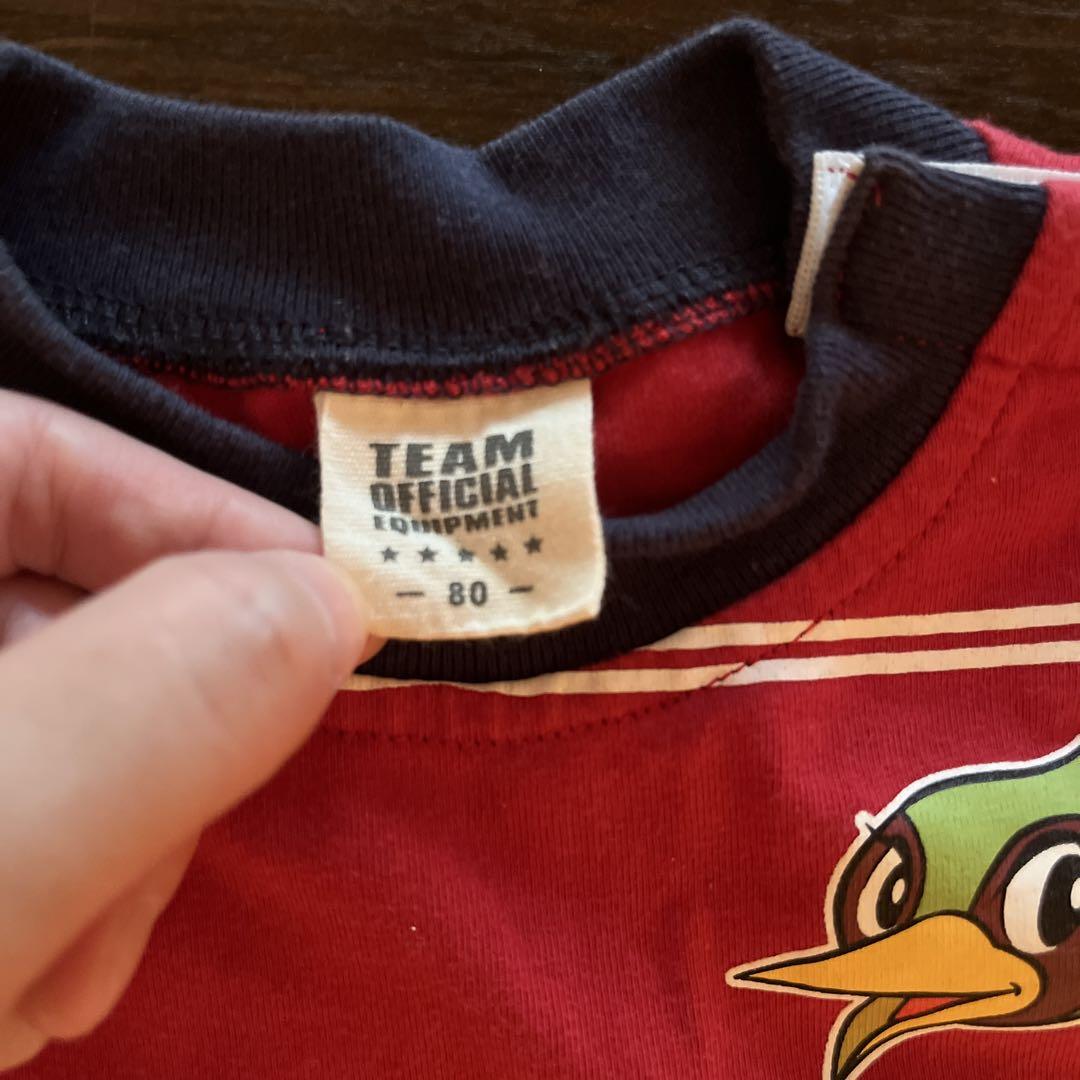 TEAM
OFFICIAL
EQUIPMENT
★ ★ ★ ★ ★
— 80 —